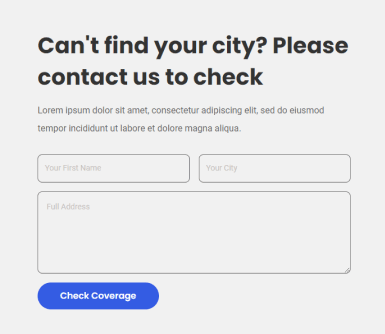 Can't find your city? Please
contact us to check
Lorem ipsum dolor sit amet, consectetur adipiscing elit, sed do eiusmod
tempor incididunt ut labore et dolore magna aliqua.
Your First Name
Your City
Full Address
Check Coverage